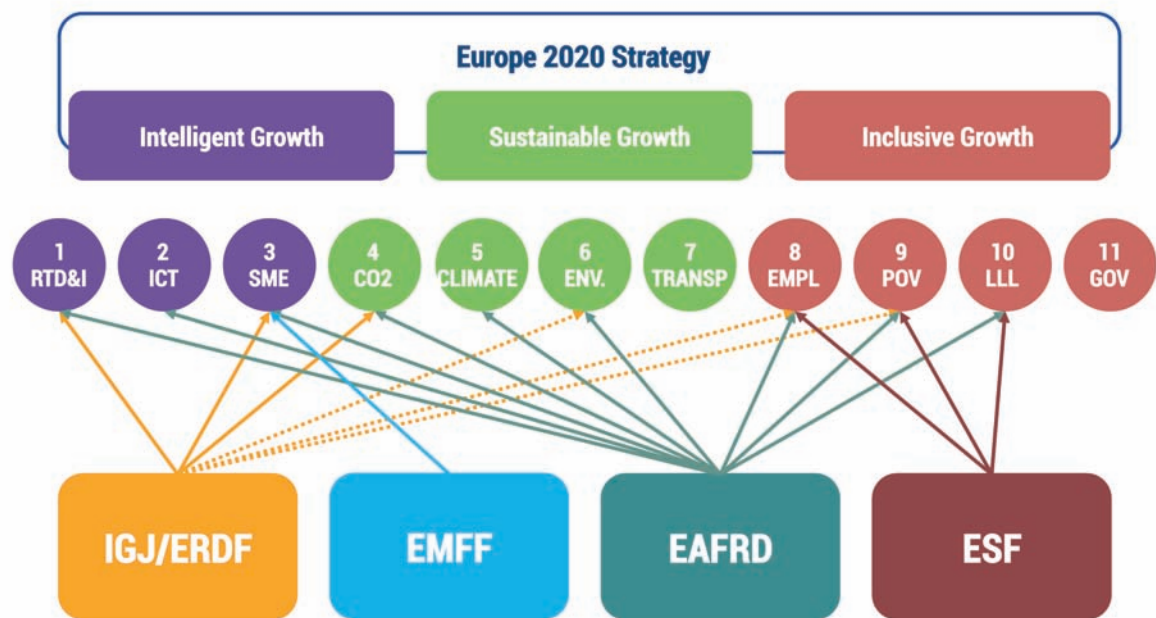 Europe 2020 Strategy
Intelligent Growth
Sustainable Growth
Inclusive Growth
1
RTD&I
2
ICT
3
SME
4
CO2
5
CLIMATE
6
ENV.
7
TRANSP
8
EMPL
9
POV
10
LLL
11
GOV
IGJ/ERDF
EMFF
EAFRD
ESF